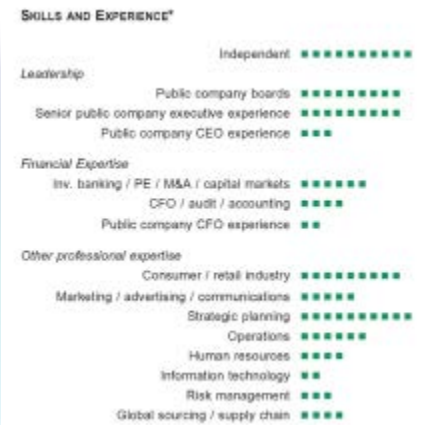 SKILLS AND EXPERIENCE*
Independent
Leadership
Public company boards
Senior public company executive experience
Public company CEO experience
Financial Expertise
Inv. banking / PE / M&A / capital markets
CFO / audit / accounting
Public company CFO experience
Other professional expertise
Consumer / retail industry
Marketing / advertising / communications
Strategic planning
Operations
Human resources
Information technology
Risk management
Global sourcing / supply chain